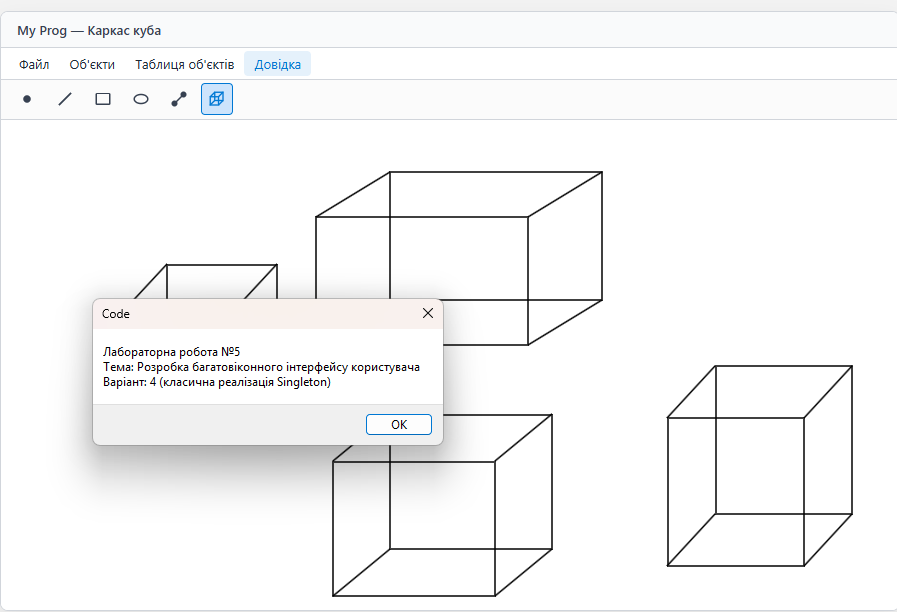 My Prog — Каркас куба
Файл Об'єкти Таблиця об'єктів Довідка
Code
Лабораторна робота №5
Тема: Розробка багатовіконного інтерфейсу користувача
Варіант: 4 (класична реалізація Singleton)
OK